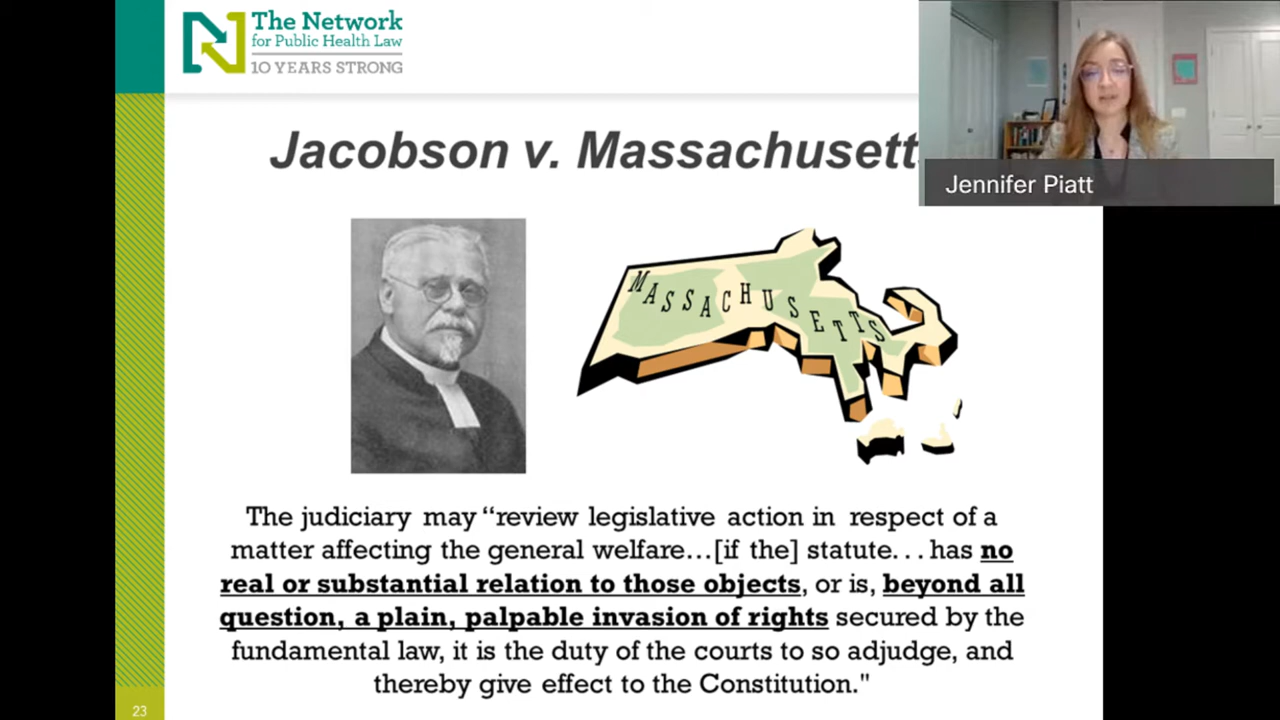 The Network
for Public Health Law
10 YEARS STRONG
Jennifer Piatt
Jacobson v. Massachusett
MASSACHUSETTS
The judiciary may “review legislative action in respect of a
matter affecting the general welfare…[if the] statute. . . has no
real or substantial relation to those objects, or is, beyond all
question, a plain, palpable invasion of rights secured by the
fundamental law, it is the duty of the courts to so adjudge, and
thereby give effect to the Constitution."
23